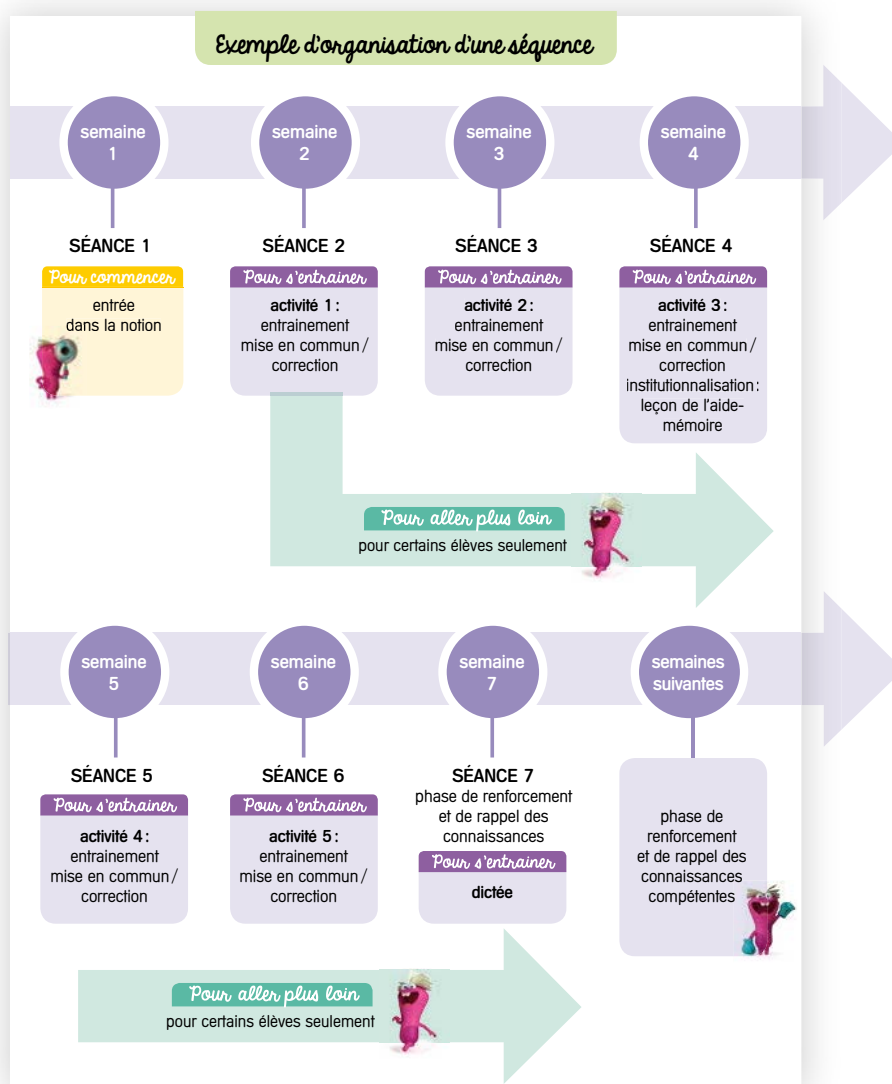 Exemple d'organisation d'une séquence
semaine
1
semaine
2
semaine
3
semaine
4
SÉANCE 1
Pour commencer
entrée
dans la notion
SÉANCE 2
Pour s'entrainer
activité 1 :
entrainement
mise en commun /
correction
SÉANCE 3
Pour s'entrainer
activité 2 :
entrainement
mise en commun /
correction
SÉANCE 4
Pour s'entrainer
activité 3 :
entrainement
mise en commun /
correction
institutionnalisation :
leçon de l'aide-
mémoire
Pour aller plus loin
pour certains élèves seulement
semaine
5
semaine
6
semaine
7
semaines
suivantes
SÉANCE 5
Pour s'entrainer
activité 4 :
entrainement
mise en commun /
correction
SÉANCE 6
Pour s'entrainer
activité 5 :
entrainement
mise en commun /
correction
SÉANCE 7
phase de renforcement
et de rappel des
connaissances
Pour s'entrainer
dictée
phase de
renforcement
et de rappel des
connaissances
compétentes
Pour aller plus loin
pour certains élèves seulement